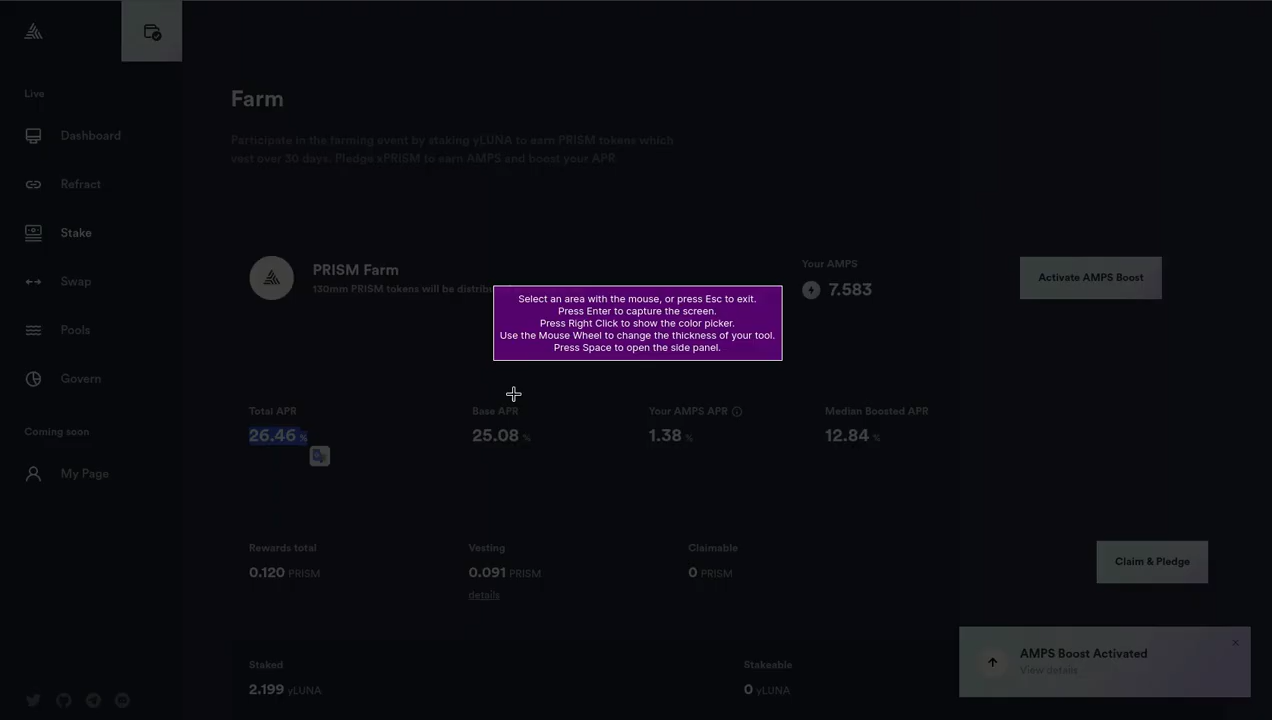 Live
Dashboard
Refract
Stake
Swap
Pools
Govern
Coming soon
My Page
Farm
Participate in the farming event by staking yLUNA to earn PRISM tokens which
vest over 30 days. Pledge xPRISM to earn AMPS and boost your APR
PRISM Farm
130mm PRISM tokens will be
Your AMPS
7.583
Activate AMPS Boost
Select an area with the mouse, or press Esc to exit.
Press Enter to capture the screen.
Press Right Click to show the color picker.
Use the Mouse Wheel to change the thickness of your tool.
Press Space to open the side panel.
Total APR
26.46 %
Base APR
25.08 %
Your AMPS APR
1.38 %
Median Boosted APR
12.84 %
Rewards total
0.120 PRISM
Vesting
0.091 PRISM
details
Claimable
0 PRISM
Claim & Pledge
Staked
2.199 yLUNA
Stakeable
0 yLUNA
AMPS Boost Activated
View details